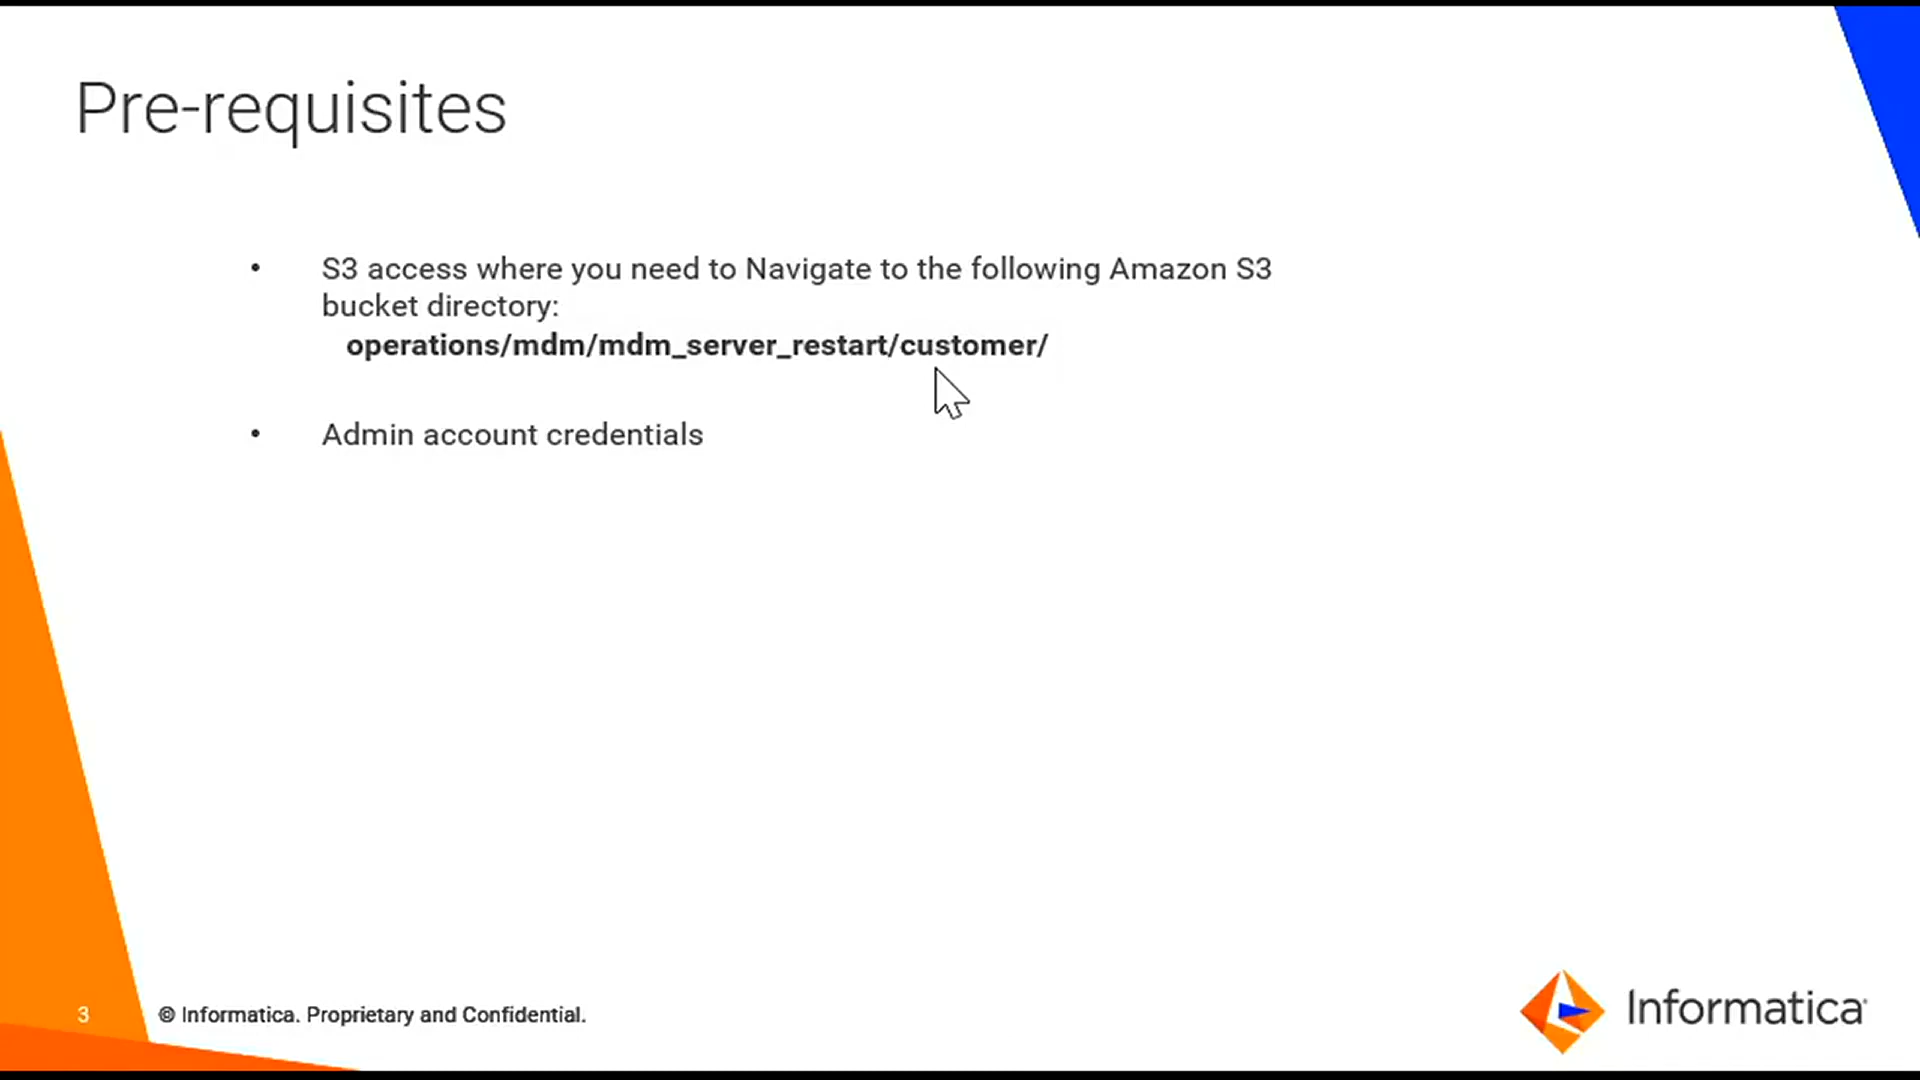 Pre-requisites
• S3 access where you need to Navigate to the following Amazon S3
bucket directory:
operations/mdm/mdm_server_restart/customer/
• Admin account credentials
3
© Informatica. Proprietary and Confidential.
Informatica